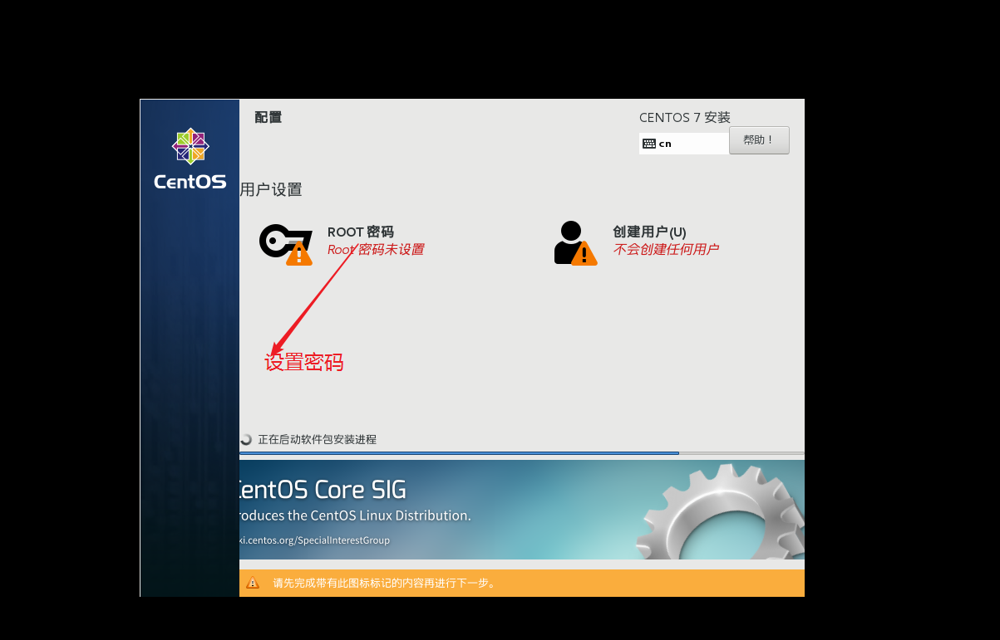 配置
CENTOS 7 安装
cn
帮助！
CentOS
用户设置
ROOT 密码
Root 密码未设置
创建用户(U)
不会创建任何用户
设置密码
正在启动软件包安装进程
CentOS Core SIG
roduces the CentOS Linux Distribution.
ki.centos.org/SpecialInterestGroup
请先完成带有此图标标记的内容再进行下一步。